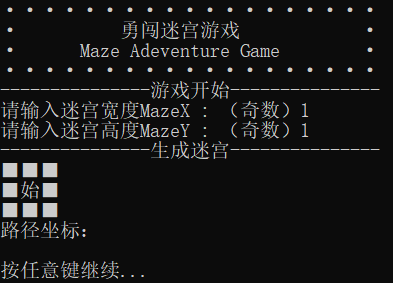 勇闯迷宫游戏
Maze Adeventure Game
---------------游戏开始---------------
请输入迷宫宽度MazeX : （奇数）1
请输入迷宫高度MazeY : （奇数）1
---------------生成迷宫---------------
■■■
■始■
■■■
路径坐标：
按任意键继续...